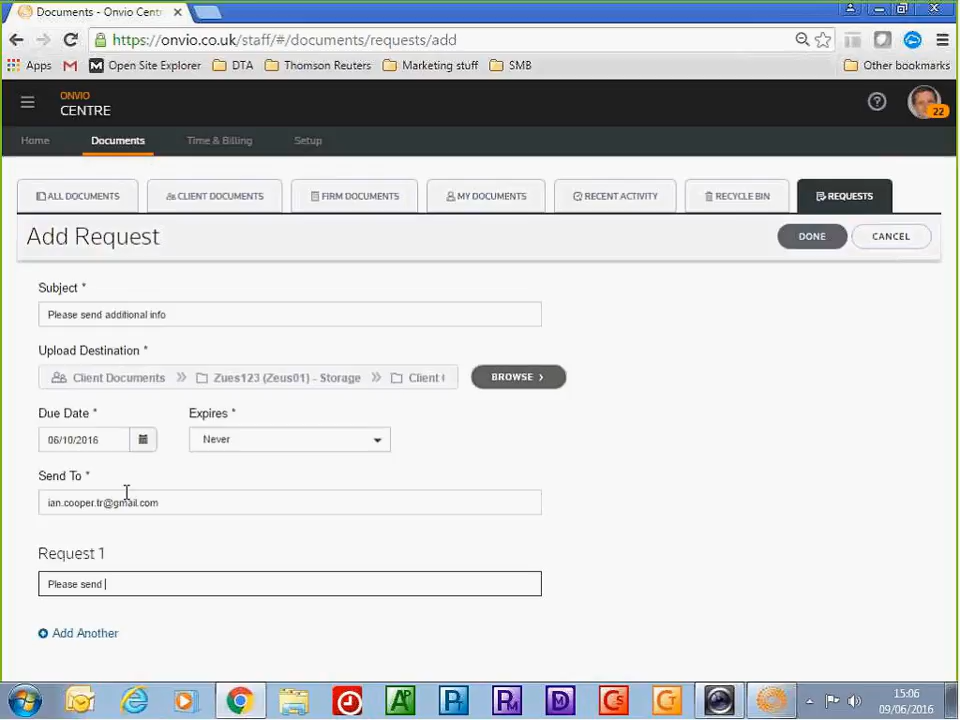 Documents - Onvio Centr
https://onvio.co.uk/staff/#/documents/requests/add
Apps
M Open Site Explorer
DTA
Thomson Reuters
Marketing stuff
SMB
Other bookmarks
ONVIO
CENTRE
22
Home
Documents
Time & Billing
Setup
ALL DOCUMENTS
CLIENT DOCUMENTS
FIRM DOCUMENTS
MY DOCUMENTS
RECENT ACTIVITY
RECYCLE BIN
REQUESTS
Add Request
DONE
CANCEL
Subject *
Please send additional info
Upload Destination *
Client Documents » Zues123 (Zeus01) - Storage » Client
BROWSE
Due Date *
Expires *
06/10/2016
Never
Send To *
ian.cooper.tr@gmail.com
Request 1
Please send
Add Another
AP
P
PM
D
CS
GT
15:06
09/06/2016